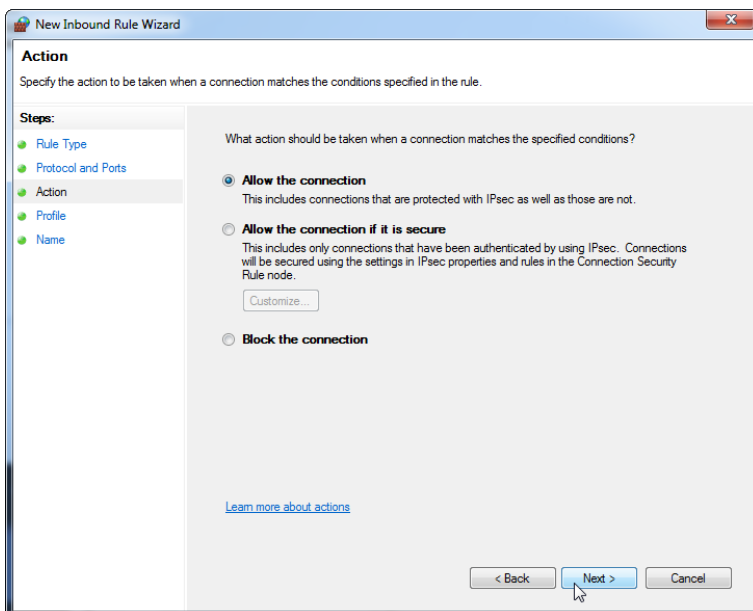 New Inbound Rule Wizard
Action
Specify the action to be taken when a connection matches the conditions specified in the rule.
Steps:
Rule Type
Protocol and Ports
Action
Profile
Name
What action should be taken when a connection matches the specified conditions?
Allow the connection
This includes connections that are protected with IPsec as well as those are not.
Allow the connection if it is secure
This includes only connections that have been authenticated by using IPsec. Connections
will be secured using the settings in IPsec properties and rules in the Connection Security
Rule node.
Customize...
Block the connection
Learn more about actions
< Back
Next >
Cancel